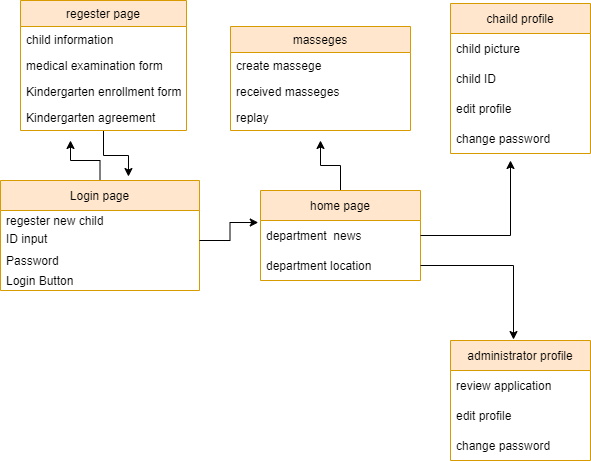 regester page
child information
medical examination form
Kindergarten enrollment form
Kindergarten agreement
masseges
create massege
received masseges
replay
chaild profile
child picture
child ID
edit profile
change password
Login page
regester new child
ID input
Password
Login Button
home page
department  news
department location
administrator profile
review application
edit profile
change password